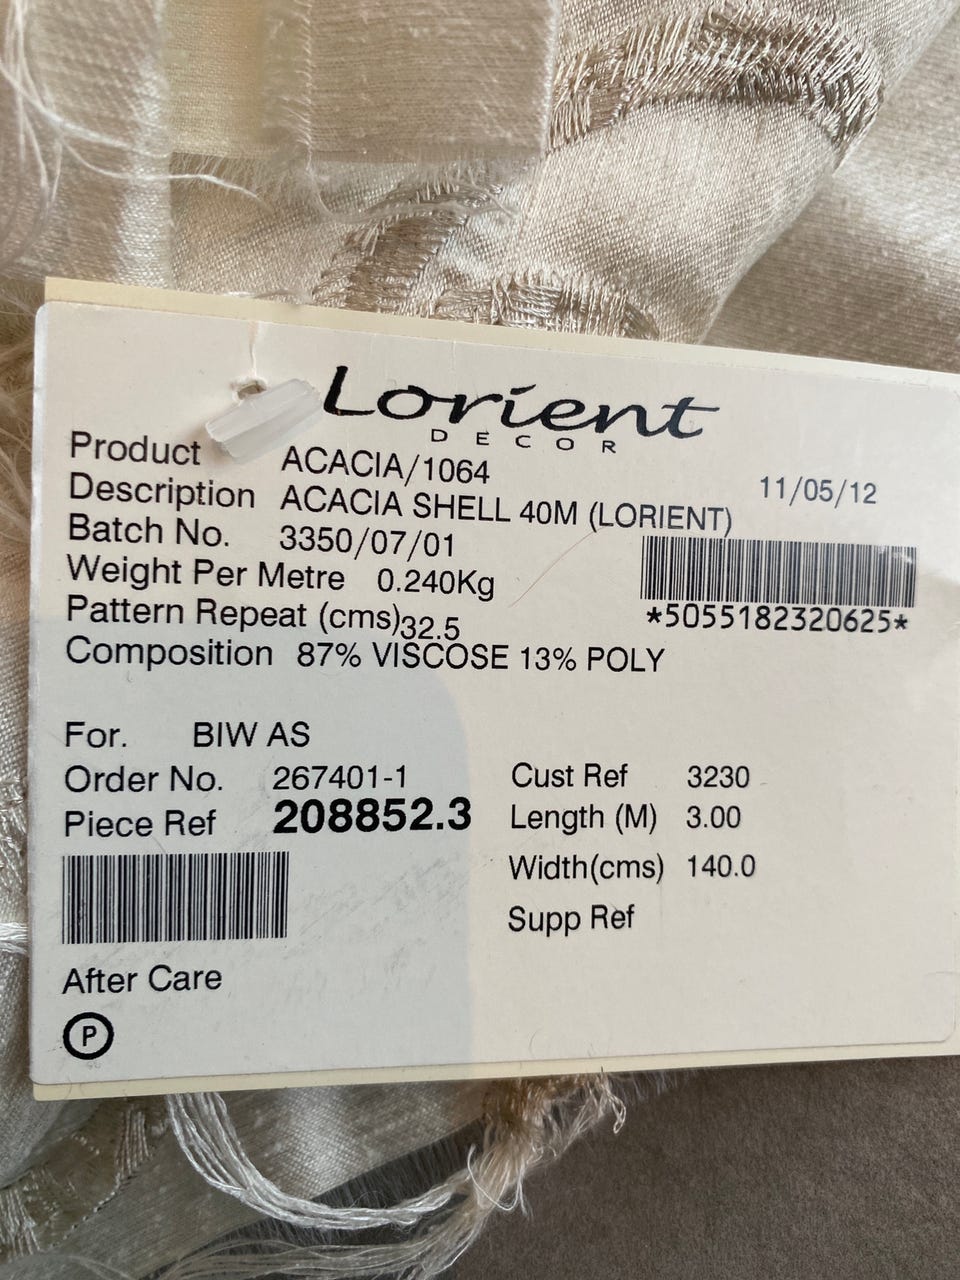 Lorient
DECOR
Product ACACIA/1064
11/05/12
Description ACACIA SHELL 40M (LORIENT)
Batch No. 3350/07/01
Weight Per Metre 0.240Kg
*5055182320625*
Pattern Repeat (cms) 32.5
Composition 87% VISCOSE 13% POLY
For. BIW AS
Order No. 267401-1
Cust Ref 3230
Piece Ref 208852.3
Length (M) 3.00
Width(cms) 140.0
Supp Ref
After Care
P